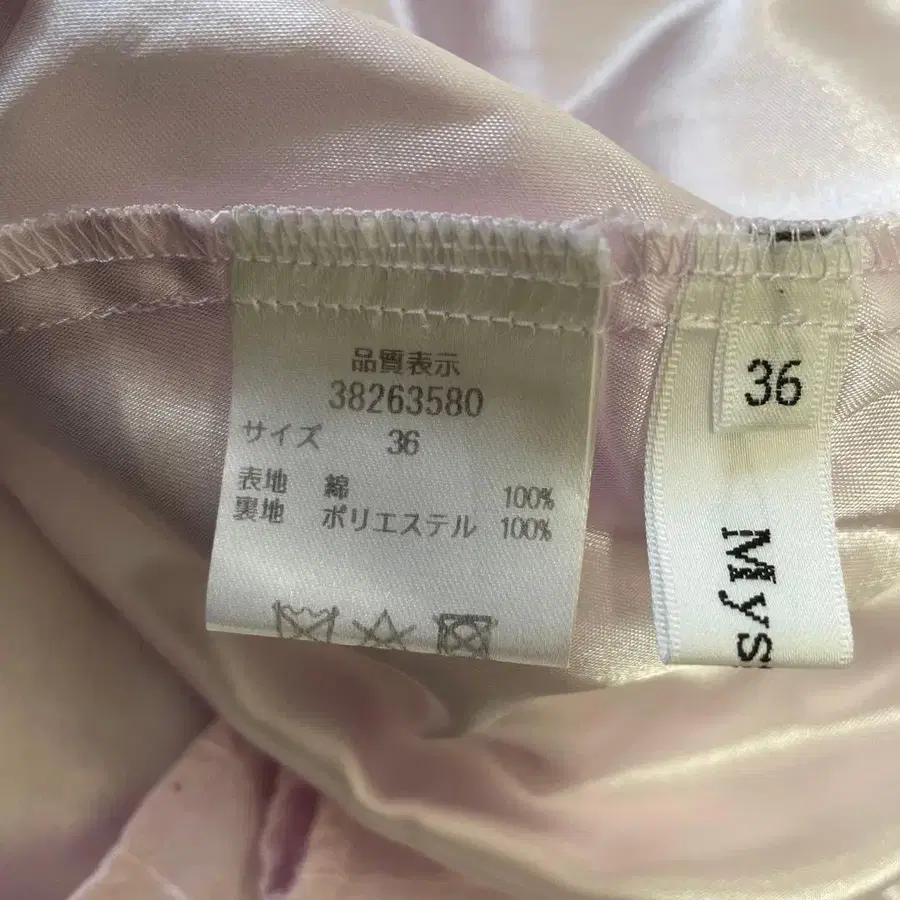 品質表示
38263580
サイズ 36
表地 綿 100%
裏地 ポリエステル 100%
36
Mys